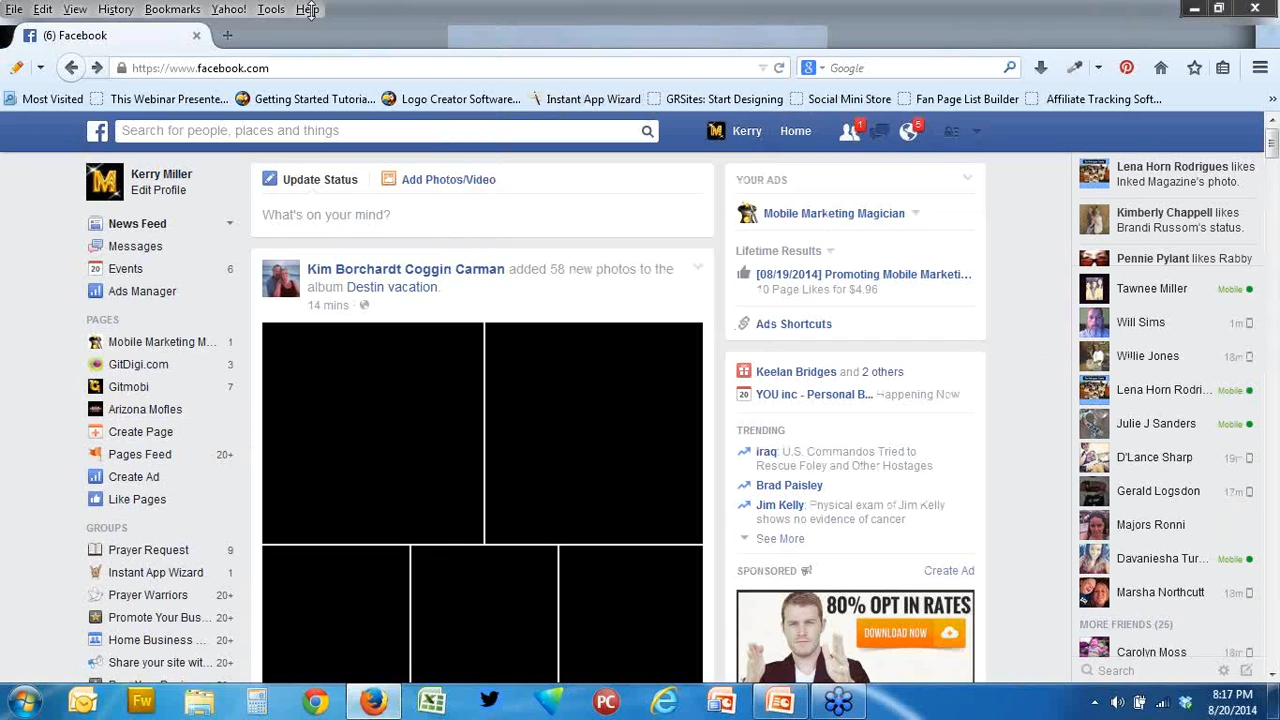 File Edit View History Bookmarks Yahoo! Tools Help
(6) Facebook
https://www.facebook.com
Google
Most Visited This Webinar Presente... Getting Started Tutoria... Logo Creator Software... Instant App Wizard GRSites: Start Designing Social Mini Store Fan Page List Builder Affiliate Tracking Soft... »
Search for people, places and things
Kerry Home 1 5
Kerry Miller
Edit Profile
News Feed
Messages
Events 6
Ads Manager
PAGES
Mobile Marketing M... 1
GitDigi.com 3
Gitmobi 7
Arizona Mofles
Create Page
Pages Feed 20+
Create Ad
Like Pages
GROUPS
Prayer Request 9
Instant App Wizard 1
Prayer Warriors 20+
Promote Your Bus... 20+
Home Business ... 20+
Share your site wit... 20+
Update Status Add Photos/Video
What's on your mind?
Kim Borchardt Coggin Carman added 58 new photos to the
album Destin vacation.
14 mins
YOUR ADS
Mobile Marketing Magician
Lifetime Results
[08/19/2014] Promoting Mobile Marketi...
10 Page Likes for $4.96
Ads Shortcuts
Keelan Bridges and 2 others
YOU inc - Personal B... Happening Now
TRENDING
iraq: U.S. Commandos Tried to
Rescue Foley and Other Hostages
Brad Paisley
Jim Kelly: Physical exam of Jim Kelly
shows no evidence of cancer
See More
SPONSORED Create Ad
80% OPT IN RATES
DOWNLOAD NOW
Lena Horn Rodrigues likes
Inked Magazine's photo.
Kimberly Chappell likes
Brandi Russom's status.
Pennie Pylant likes Rabby
Tawnee Miller Mobile
Will Sims 1m
Willie Jones 18m
Lena Horn Rodri... Mobile
Julie J Sanders Mobile
D'Lance Sharp 19m
Gerald Logsdon 17m
Majors Ronni
Davaniesha Tur... Mobile
Marsha Northcutt 18m
MORE FRIENDS (25)
Carolyn Moss
Search
Fw PC
8:17 PM
8/20/2014